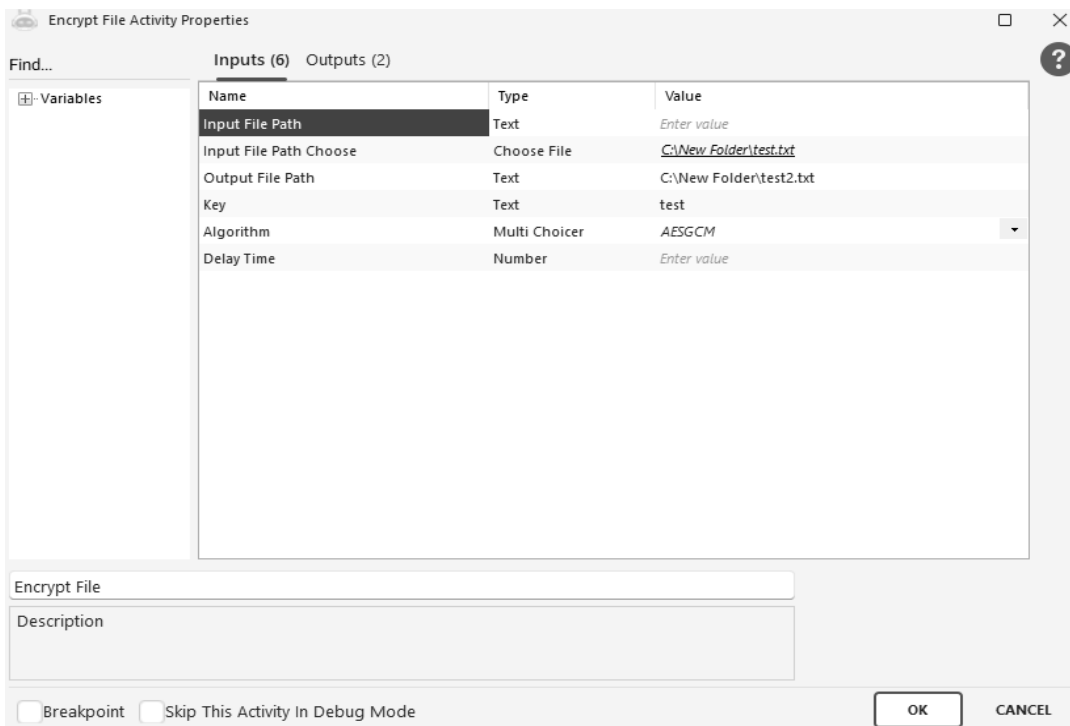 Encrypt File Activity Properties
Find...
Inputs (6) Outputs (2)
?
Variables
Name Type Value
Input File Path Text Enter value
Input File Path Choose Choose File C:\New Folder\test.txt
Output File Path Text C:\New Folder\test2.txt
Key Text test
Algorithm Multi Choicer AESGCM
Delay Time Number Enter value
Encrypt File
Description
Breakpoint Skip This Activity In Debug Mode OK CANCEL